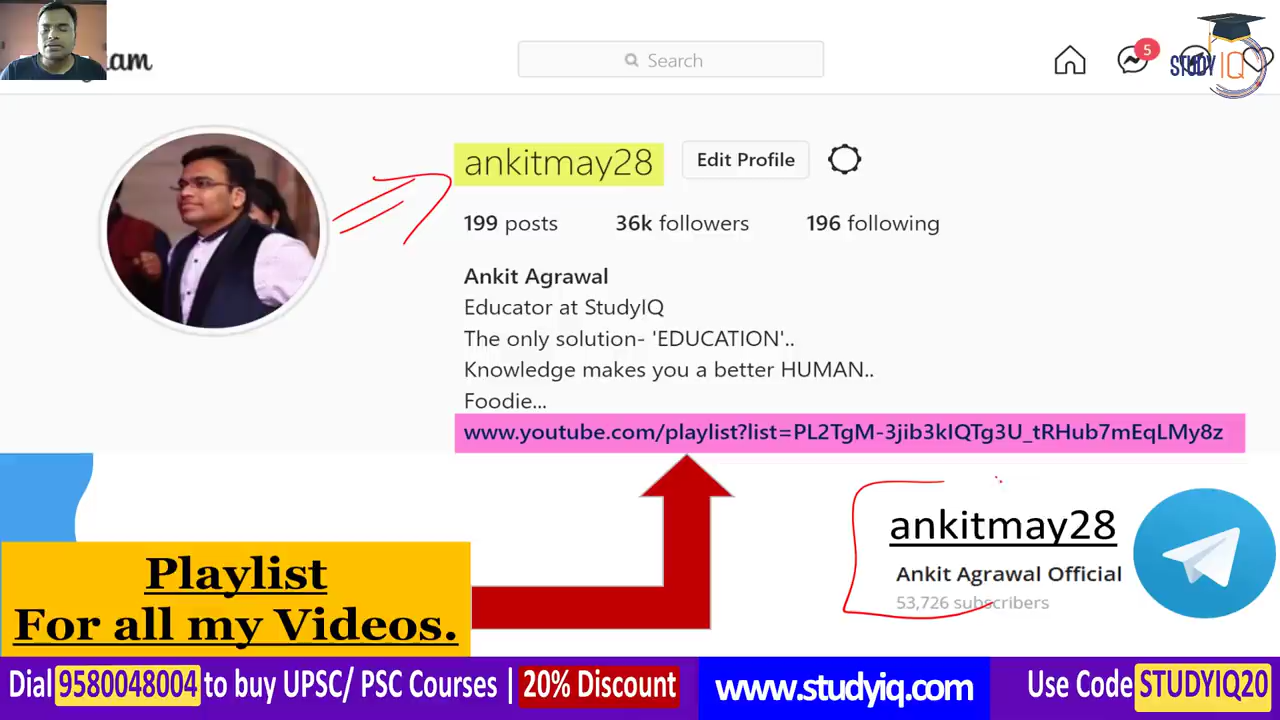 am
Search
5
STUDY IQ
ankitmay28
Edit Profile
199 posts 36k followers 196 following
Ankit Agrawal
Educator at StudyIQ
The only solution- 'EDUCATION'..
Knowledge makes you a better HUMAN..
Foodie...
www.youtube.com/playlist?list=PL2TgM-3jib3kIQTg3U_tRHub7mEqLMy8z
ankitmay28
Ankit Agrawal Official
53,726 subscribers
Playlist
For all my Videos.
Dial 9580048004 to buy UPSC/ PSC Courses | 20% Discount www.studyiq.com Use Code STUDYIQ20